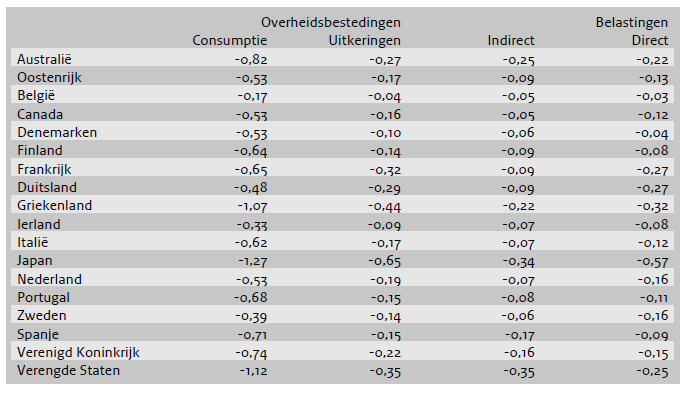 Overheidsbestedingen Belastingen
Consumptie Uitkeringen Indirect Direct
Australië -0,82 -0,27 -0,25 -0,22
Oostenrijk -0,53 -0,17 -0,09 -0,13
België -0,17 -0,04 -0,05 -0,03
Canada -0,53 -0,16 -0,05 -0,12
Denemarken -0,53 -0,10 -0,06 -0,04
Finland -0,64 -0,14 -0,09 -0,08
Frankrijk -0,65 -0,32 -0,09 -0,27
Duitsland -0,48 -0,29 -0,09 -0,27
Griekenland -1,07 -0,44 -0,22 -0,32
Ierland -0,33 -0,09 -0,07 -0,08
Italië -0,62 -0,17 -0,07 -0,12
Japan -1,27 -0,65 -0,34 -0,57
Nederland -0,53 -0,19 -0,07 -0,16
Portugal -0,68 -0,15 -0,08 -0,11
Zweden -0,39 -0,14 -0,06 -0,16
Spanje -0,71 -0,15 -0,17 -0,09
Verenigd Koninkrijk -0,74 -0,22 -0,16 -0,15
Verengde Staten -1,12 -0,35 -0,35 -0,25